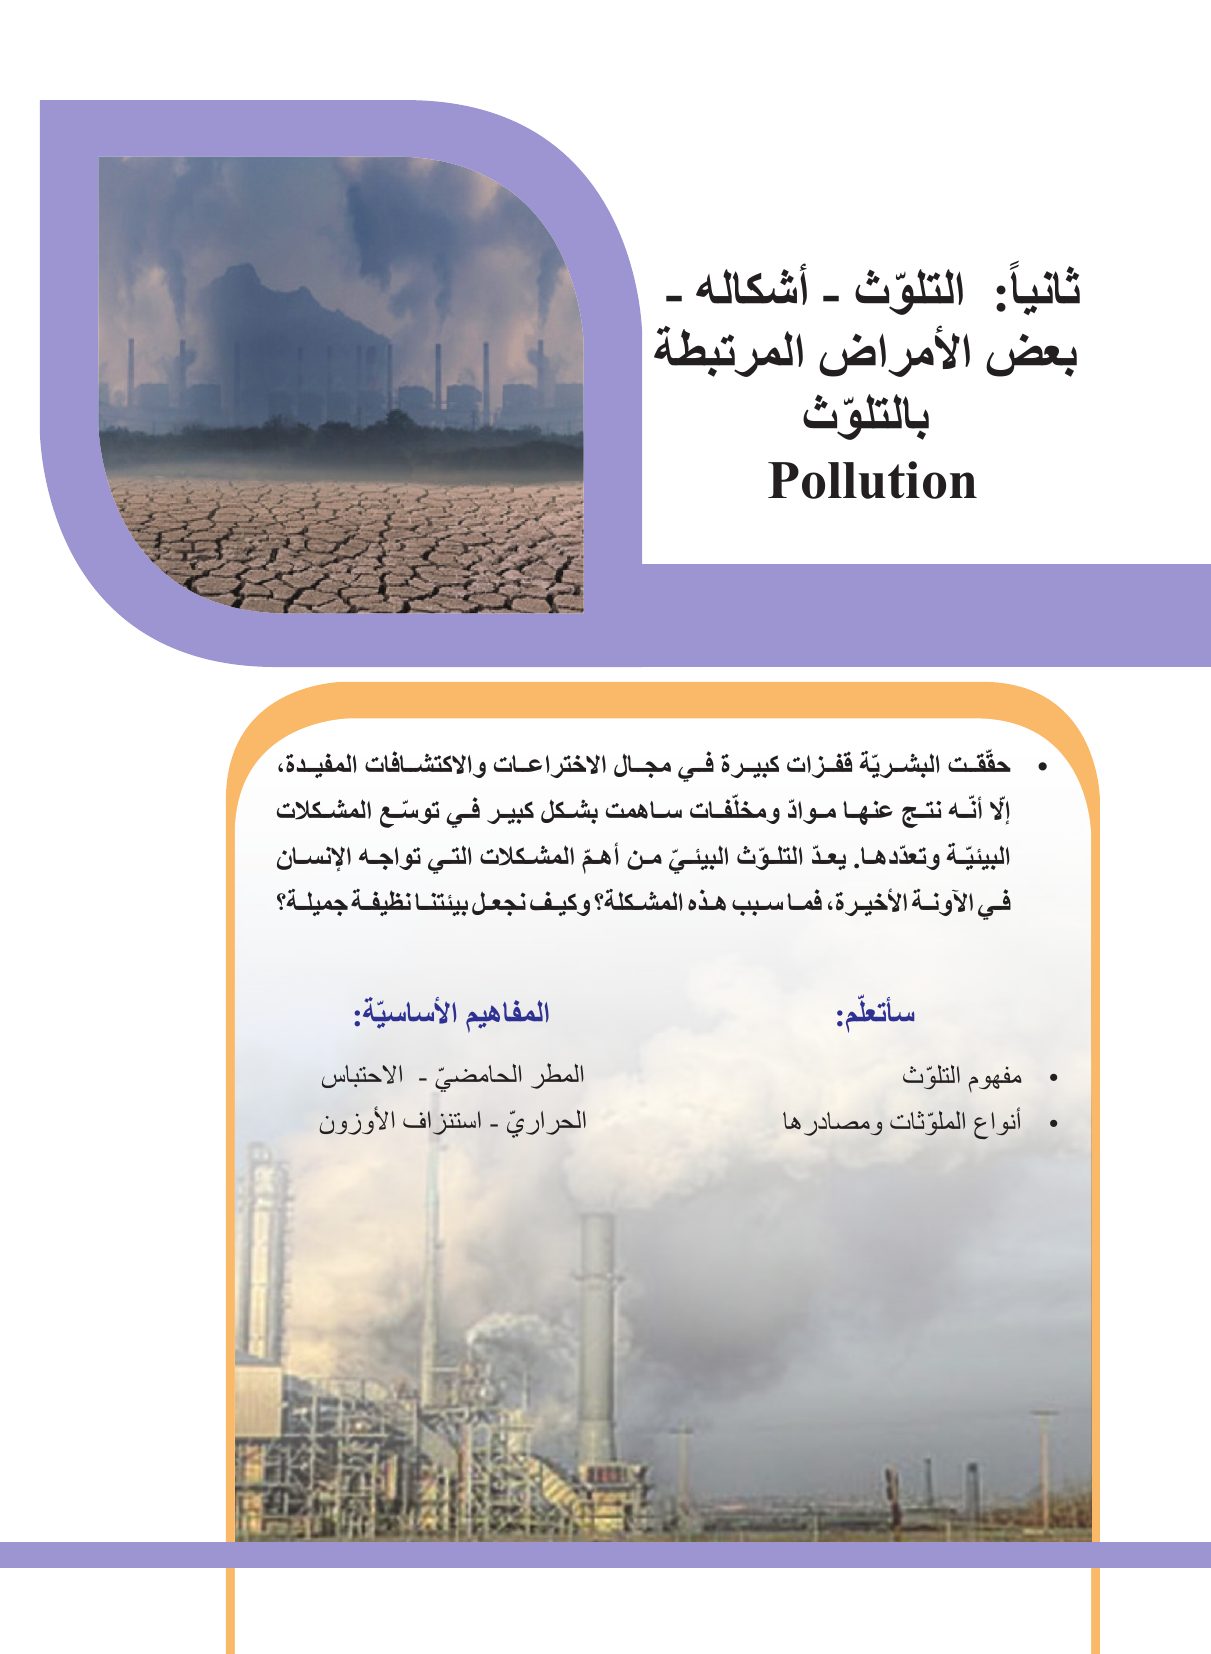 ثانياً: التلوّث - أشكاله -
بعض الأمراض المرتبطة
بالتلوّث
Pollution
• حقّقت البشريّة قفزات كبيرة في مجال الاختراعات والاكتشافات المفيدة،
إلّا أنّه نتج عنها موادّ ومخلّفات ساهمت بشكل كبير في توسّع المشكلات
البيئيّة وتعدّدها. يعدّ التلوّث البيئيّ من أهمّ المشكلات التي تواجه الإنسان
في الآونة الأخيرة، فما سبب هذه المشكلة؟ وكيف نجعل بيئتنا نظيفة جميلة؟
سأتعلّم:
• مفهوم التلوّث
• أنواع الملوّثات ومصادرها
المفاهيم الأساسيّة:
المطر الحامضيّ - الاحتباس
الحراريّ - استنزاف الأوزون